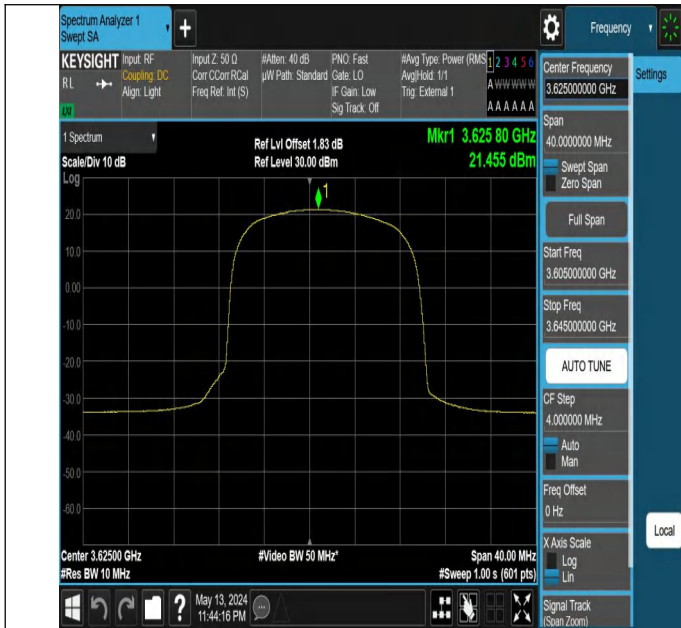 Spectrum Analyzer 1
Swept SA
Frequency
KEYSIGHT
RL
Input: RF
Coupling: DC
Align: Light
Input Z: 50 Ω
Corr CCorr RCal
Freq Ref: Int (S)
#Atten: 40 dB
µW Path: Standard
PNO: Fast
Gate: LO
IF Gain: Low
Sig Track: Off
#Avg Type: Power (RMS
Avg|Hold: 1/1
Trig: External 1
1 2 3 4 5 6
A W W W W W
A A A A A A
1 Spectrum
Scale/Div 10 dB
Log
Ref Lvl Offset 1.83 dB
Ref Level 30.00 dBm
Mkr1 3.625 80 GHz
21.455 dBm
1
20.0
10.0
0.00
-10.0
-20.0
-30.0
-40.0
-50.0
-60.0
Center 3.62500 GHz
#Res BW 10 MHz
#Video BW 50 MHz*
Span 40.00 MHz
#Sweep 1.00 s (601 pts)
Center Frequency
3.625000000 GHz
Settings
Span
40.0000000 MHz
Swept Span
Zero Span
Full Span
Start Freq
3.605000000 GHz
Stop Freq
3.645000000 GHz
AUTO TUNE
CF Step
4.000000 MHz
Auto
Man
Freq Offset
0 Hz
X Axis Scale
Log
Lin
Local
Signal Track
(Span Zoom)
?
May 13, 2024
11:44:16 PM